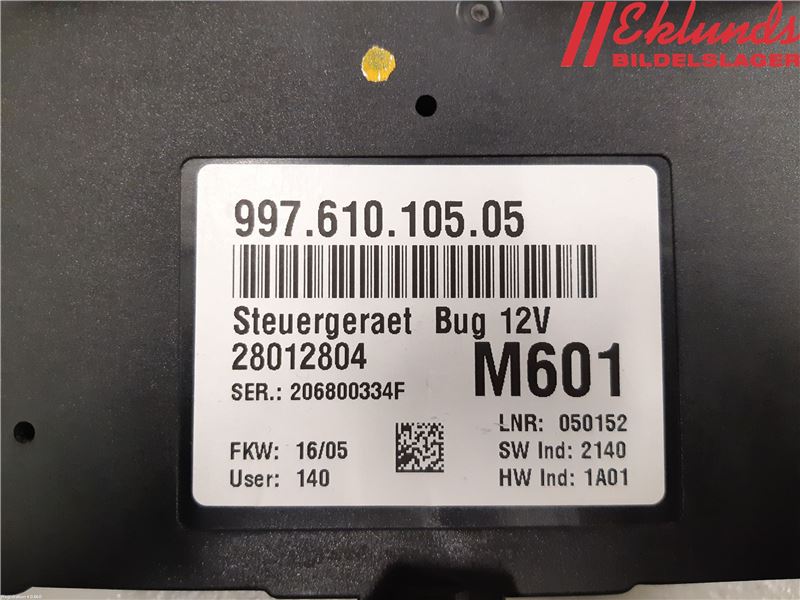 Eklunds
BILDELSLAGER
997.610.105.05
Steuergeraet Bug 12V
28012804
M601
SER.: 206800334F
LNR: 050152
FKW: 16/05
SW Ind: 2140
User: 140
HW Ind: 1A01